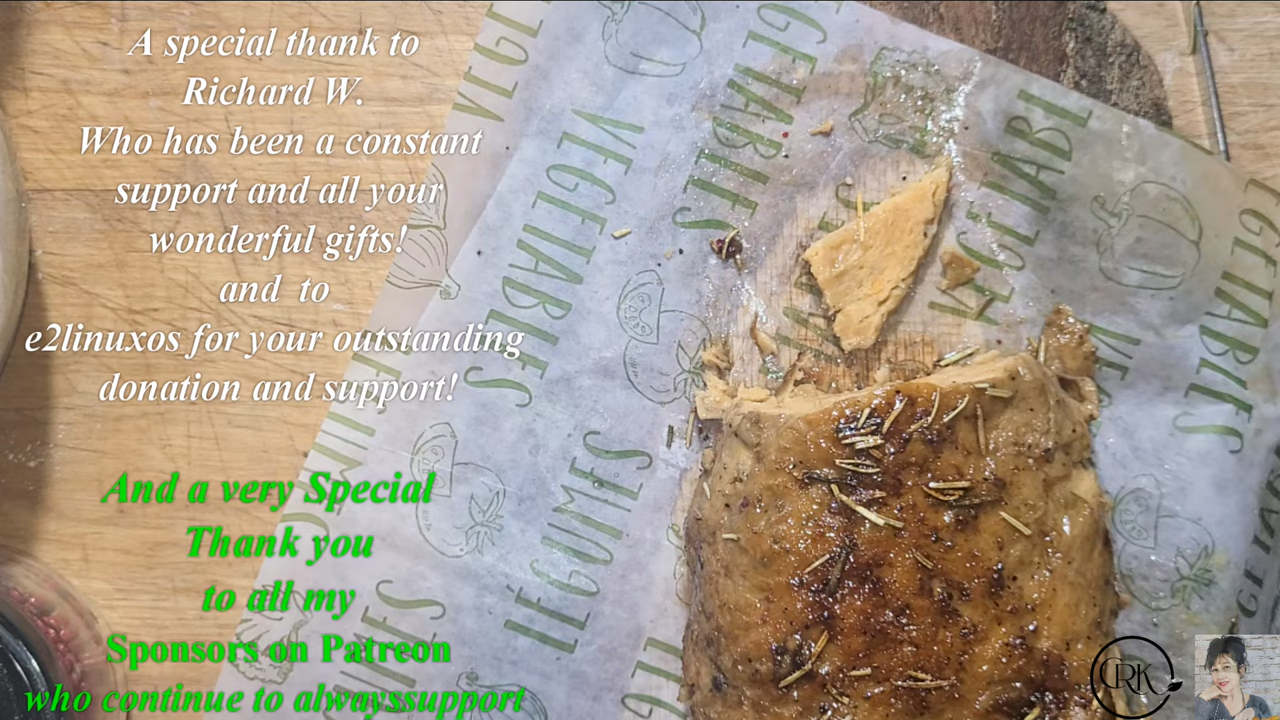 A special thank to
Richard W.
Who has been a constant
support and all your
wonderful gifts!
and to
e2linuxos for your outstanding
donation and support!
And a very Special
Thank you
to all my
Sponsors on Patreon
who continue to alwayssupport
VEGETABLES
LÉGUMES
CRK